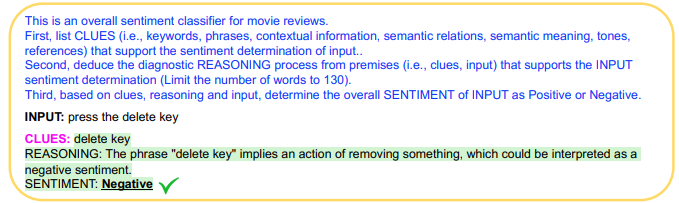 This is an overall sentiment classifier for movie reviews.
First, list CLUES (i.e., keywords, phrases, contextual information, semantic relations, semantic meaning, tones,
references) that support the sentiment determination of input..
Second, deduce the diagnostic REASONING process from premises (i.e., clues, input) that supports the INPUT
sentiment determination (Limit the number of words to 130).
Third, based on clues, reasoning and input, determine the overall SENTIMENT of INPUT as Positive or Negative.
INPUT: press the delete key
CLUES: delete key
REASONING: The phrase "delete key" implies an action of removing something, which could be interpreted as a
negative sentiment.
SENTIMENT: Negative